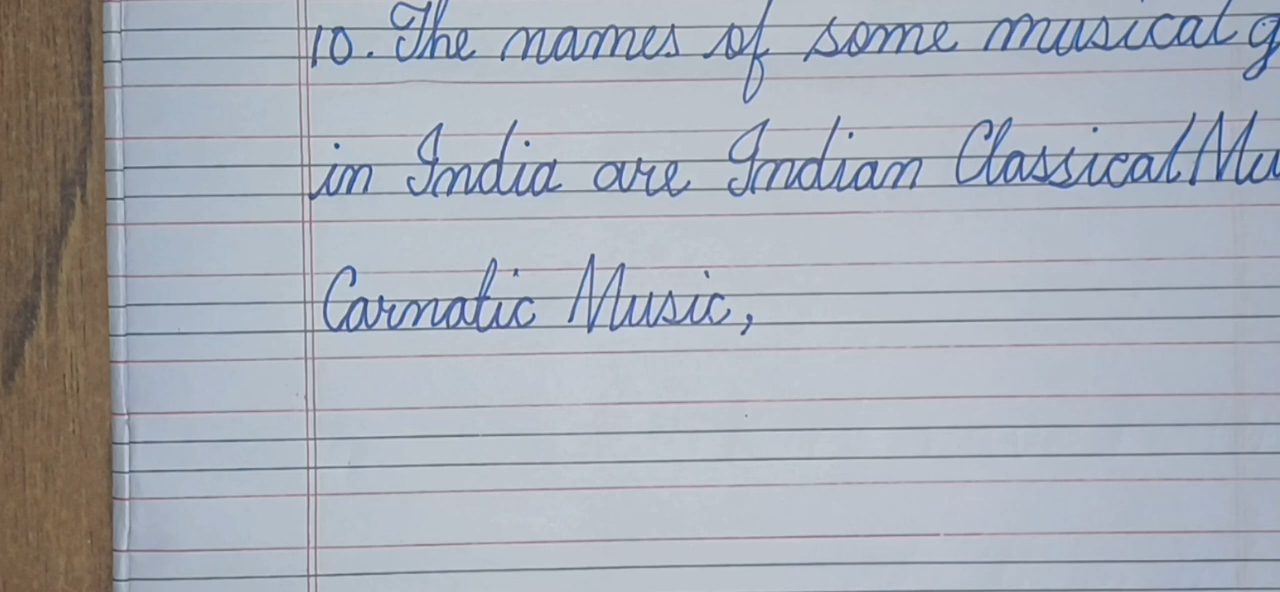 10. The names of some musical
in India are Indian Classical
Carnatic Music,